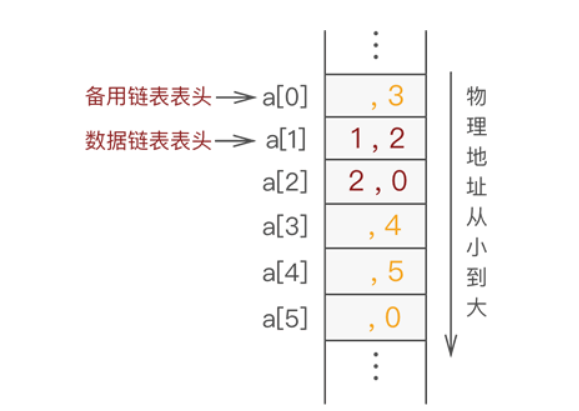 备用链表表头 a[0] ,3
数据链表表头 a[1] 1,2
a[2] 2,0
a[3] ,4
a[4] ,5
a[5] ,0
物理地址从小到大